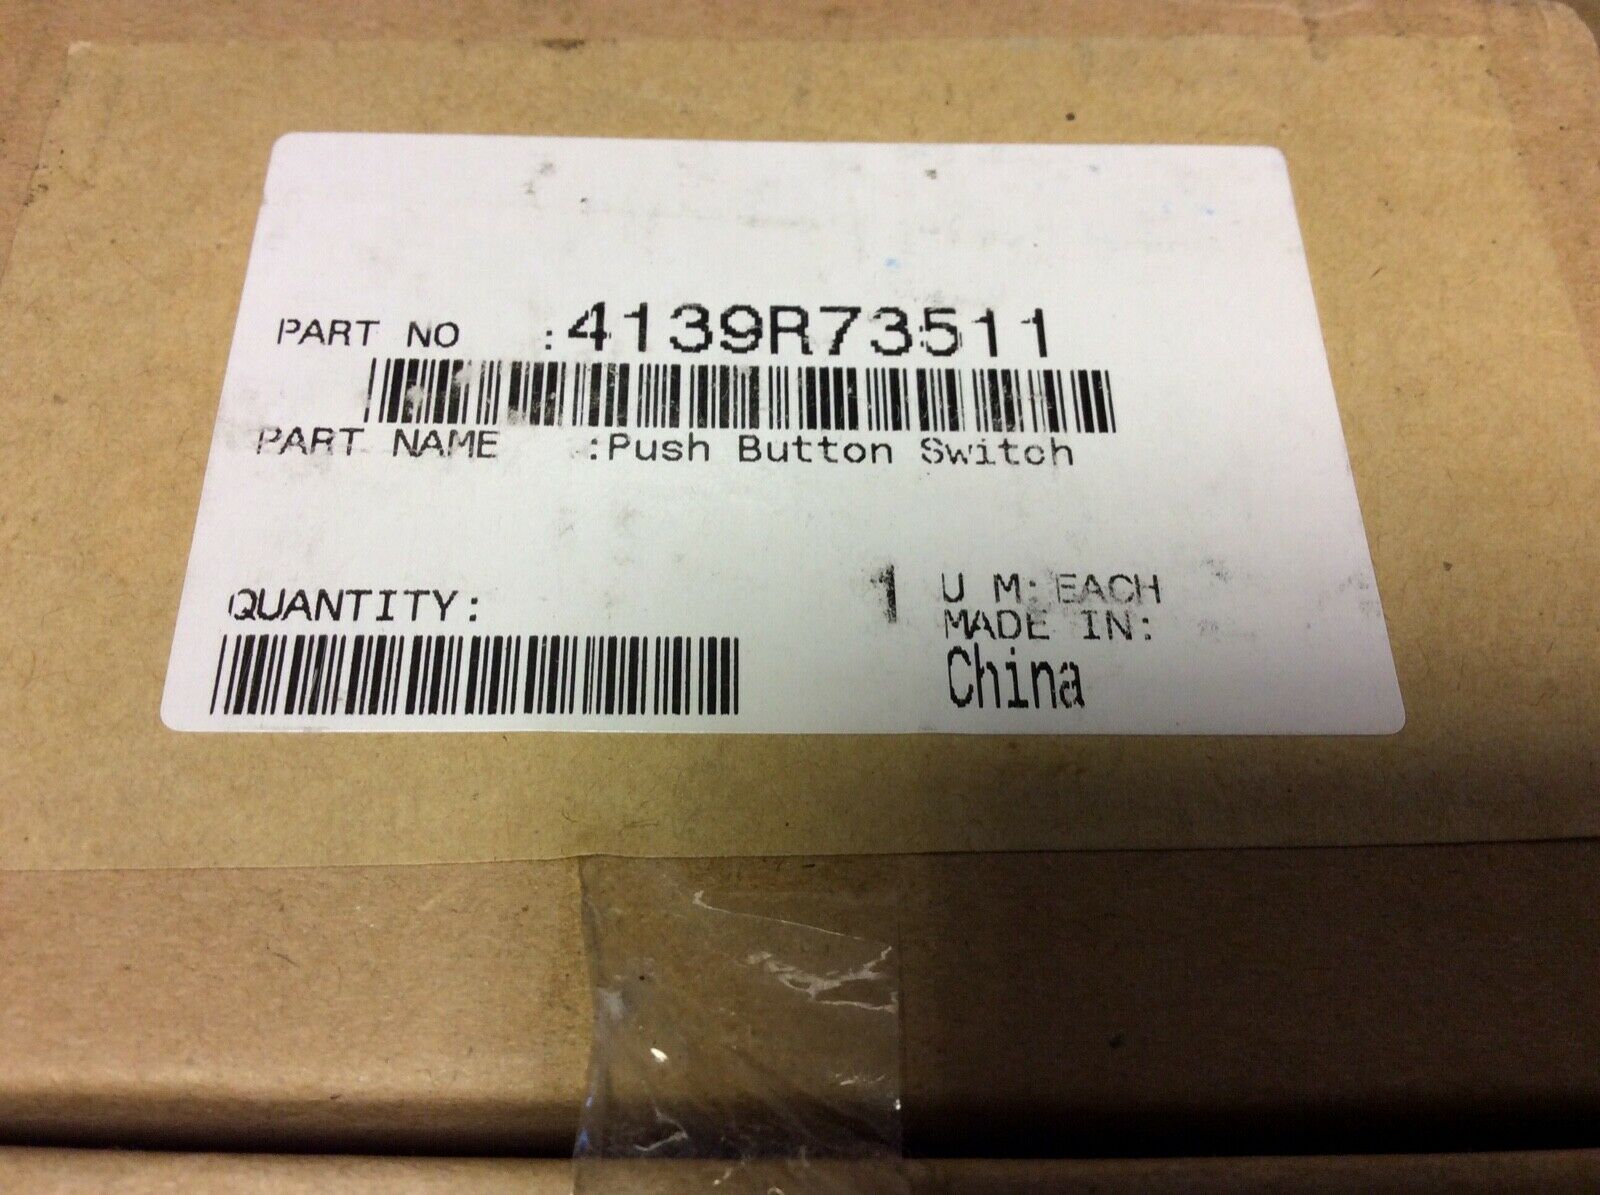 PART NO :4139R73511
PART NAME :Push Button Switch
QUANTITY: 1 U M: EACH
MADE IN:
China